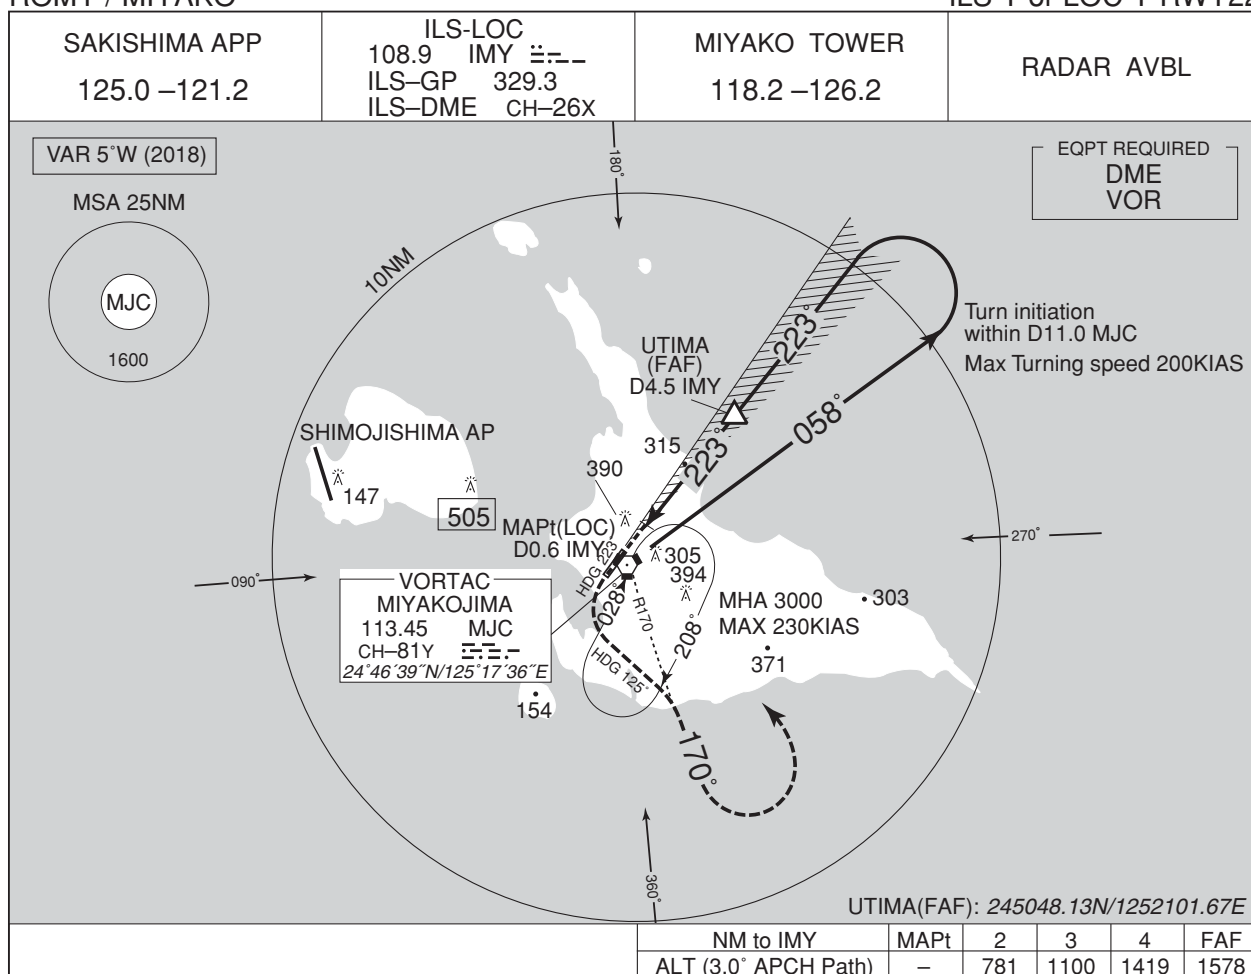 ROMY / MIYAKO
ILS Y or LOC Y RWY22
SAKISHIMA APP
125.0 –121.2
ILS-LOC
108.9 IMY
ILS–GP 329.3
ILS–DME CH–26X
MIYAKO TOWER
118.2 –126.2
RADAR AVBL
VAR 5˚W (2018)
MSA 25NM
MJC
1600
EQPT REQUIRED
DME
VOR
180˚
10NM
Turn initiation
within D11.0 MJC
Max Turning speed 200KIAS
223˚
UTIMA
(FAF)
D4.5 IMY
058˚
223˚
SHIMOJISHIMA AP
147
505
315
390
MAPt(LOC)
D0.6 IMY
HDG 223
305
394
270˚
090˚
VORTAC
MIYAKOJIMA
113.45 MJC
CH–81Y
24˚46´39˝N/125˚17´36˝E
028˚
R170
208˚
HDG 125˚
MHA 3000
MAX 230KIAS
303
371
154
170˚
360˚
UTIMA(FAF): 245048.13N/1252101.67E
NM to IMY MAPt 2 3 4 FAF
ALT (3.0˚ APCH Path) – 781 1100 1419 1578